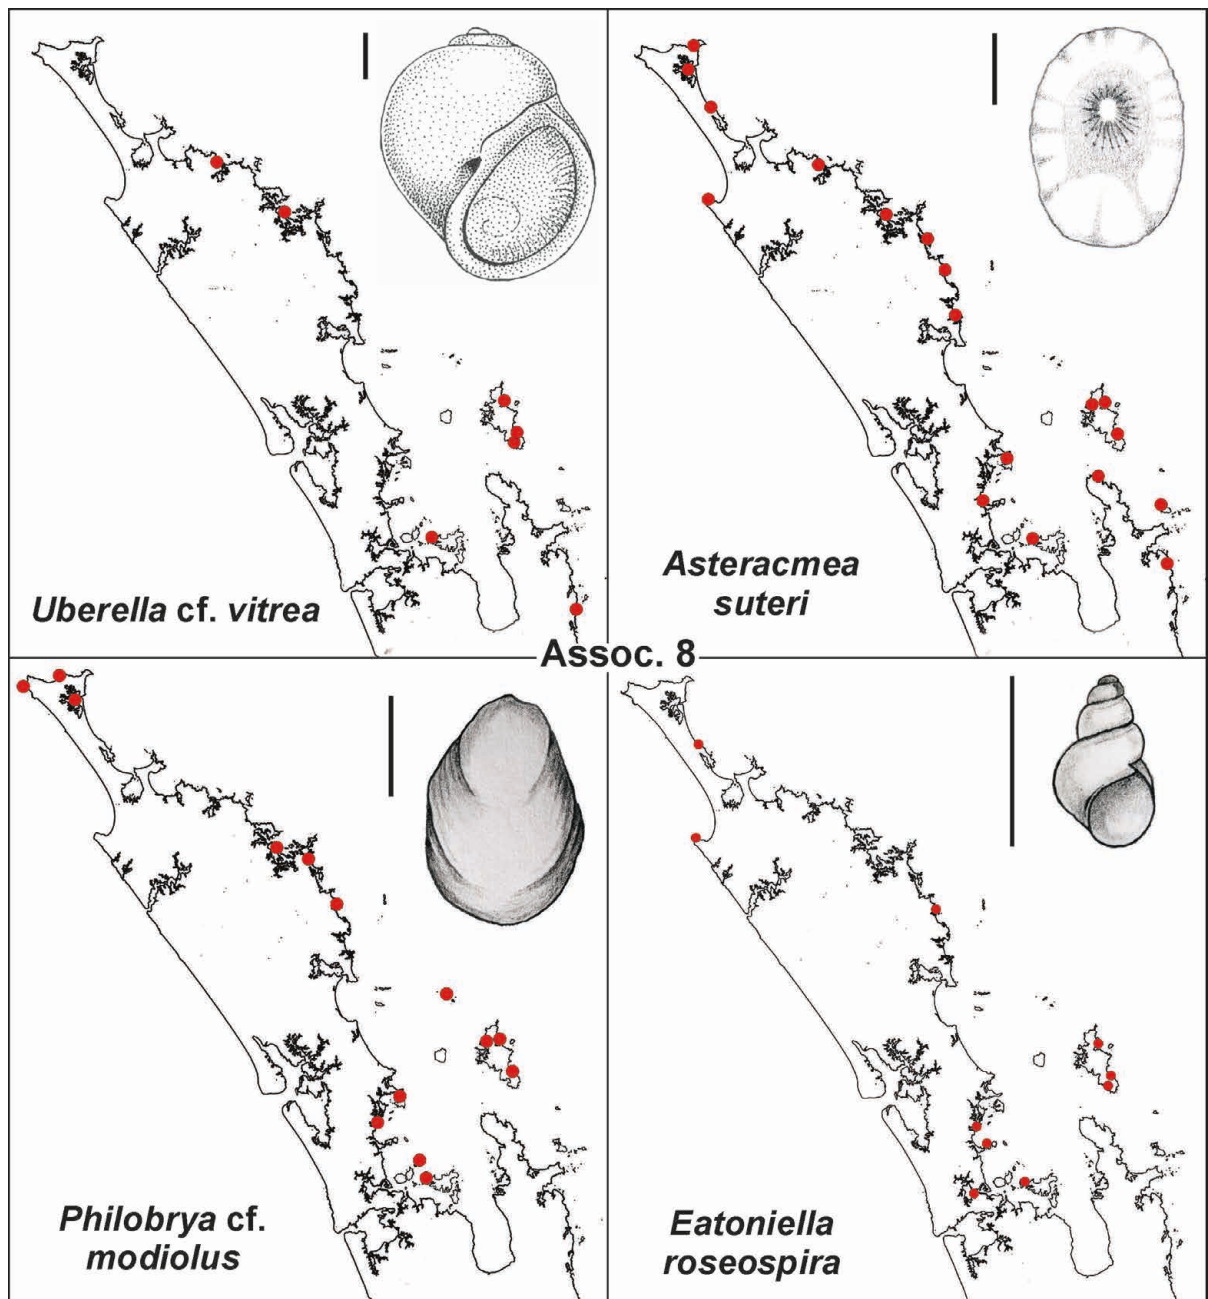 Uberella cf. vitrea
Asteracmea
suteri
Assoc. 8
Philobrya cf.
modiolus
Eatoniella
roseospira